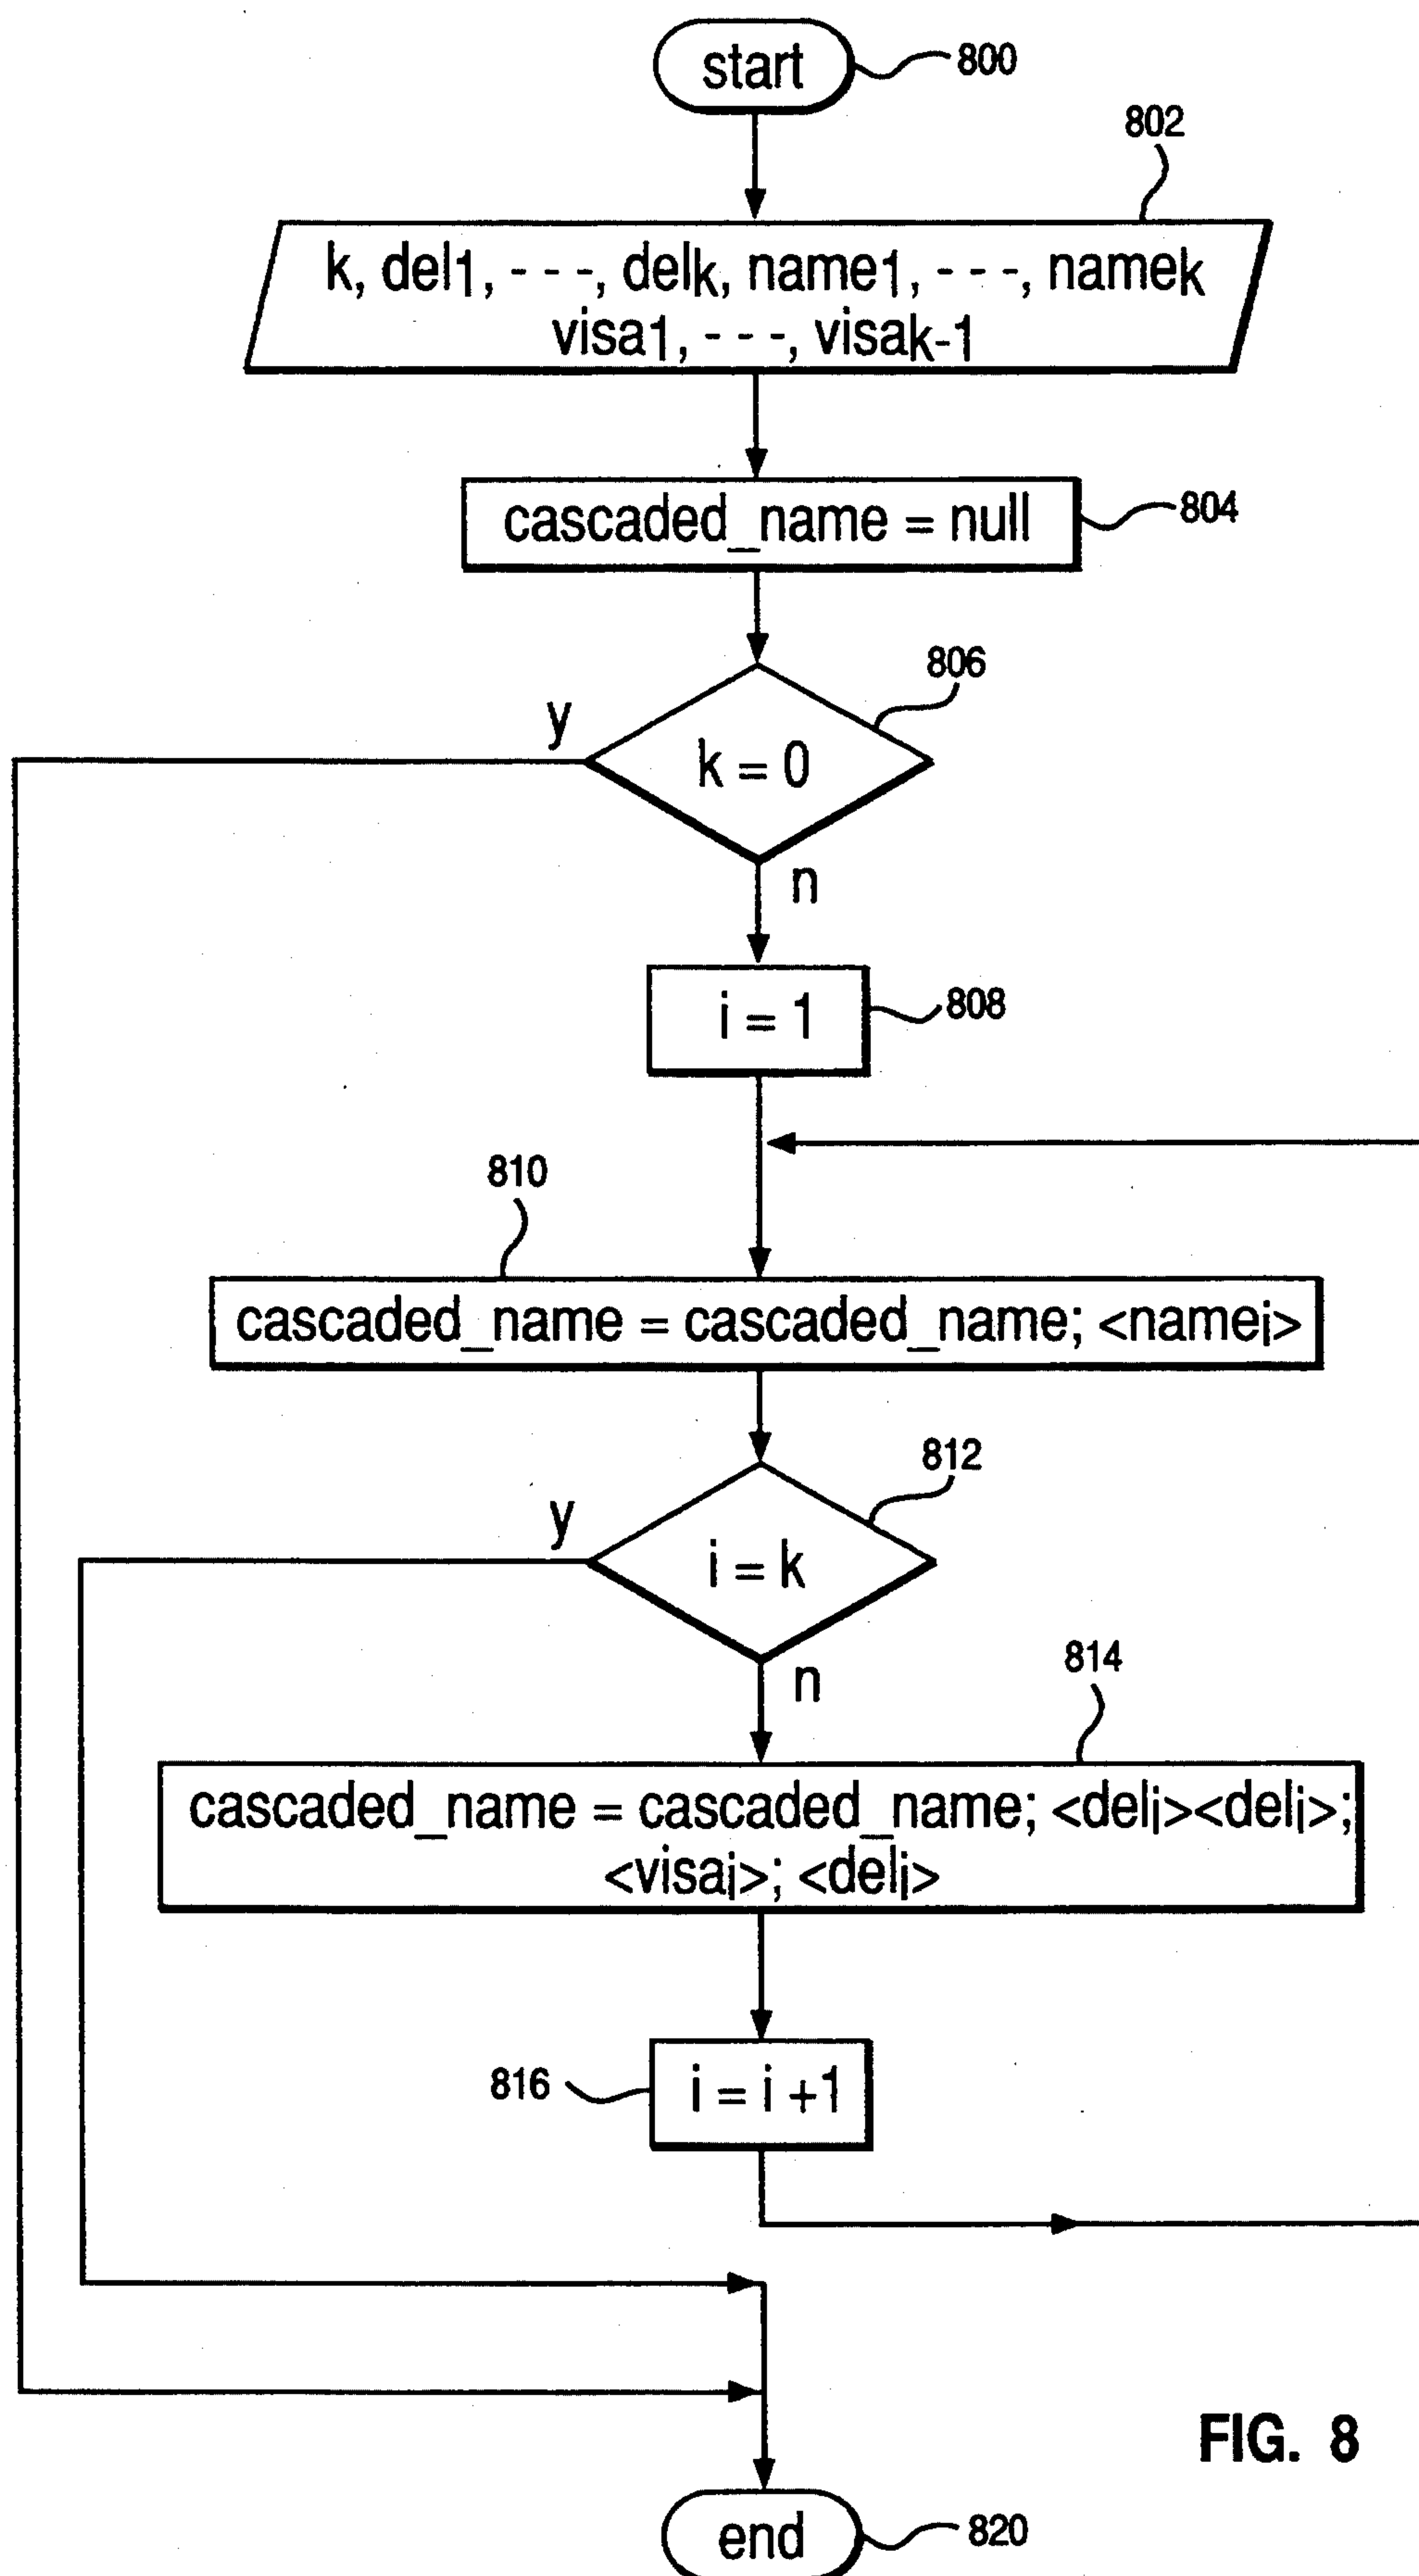 start
800
802
k, del1, - - -, delk, name1, - - -, namek
visa1, - - -, visak-1
cascaded_name = null
804
806
y
k = 0
n
i = 1
808
810
cascaded_name = cascaded_name; <namei>
812
y
i = k
n
814
cascaded_name = cascaded_name; <deli><deli>;
<visai>; <deli>
816
i = i +1
FIG. 8
end
820